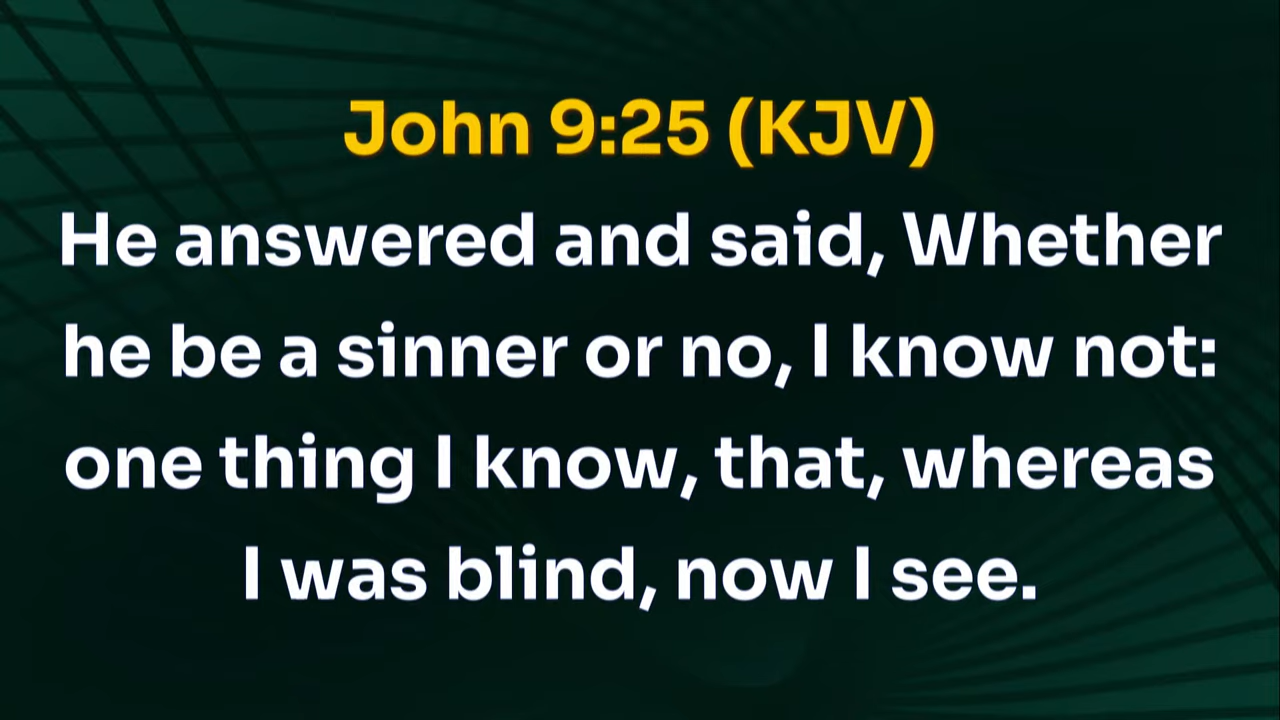 John 9:25 (KJV)
He answered and said, Whether
he be a sinner or no, I know not:
one thing I know, that, whereas
I was blind, now I see.